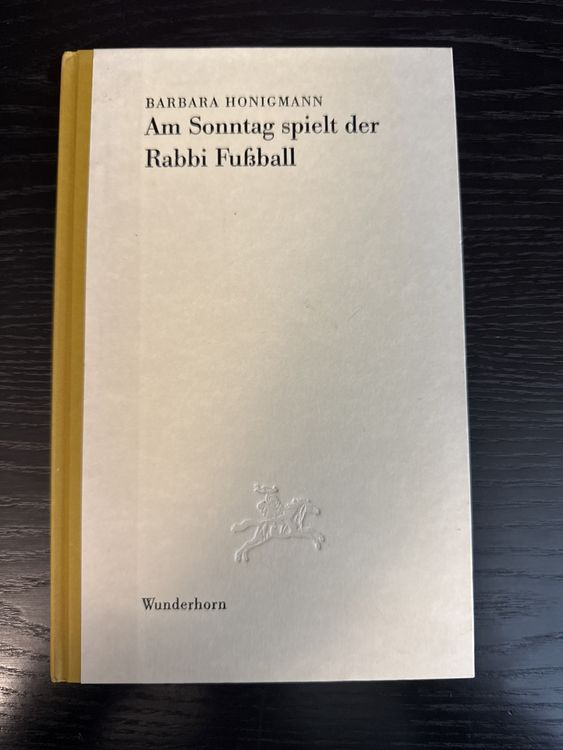 BARBARA HONIGMANN
Am Sonntag spielt der
Rabbi Fußball
Wunderhorn